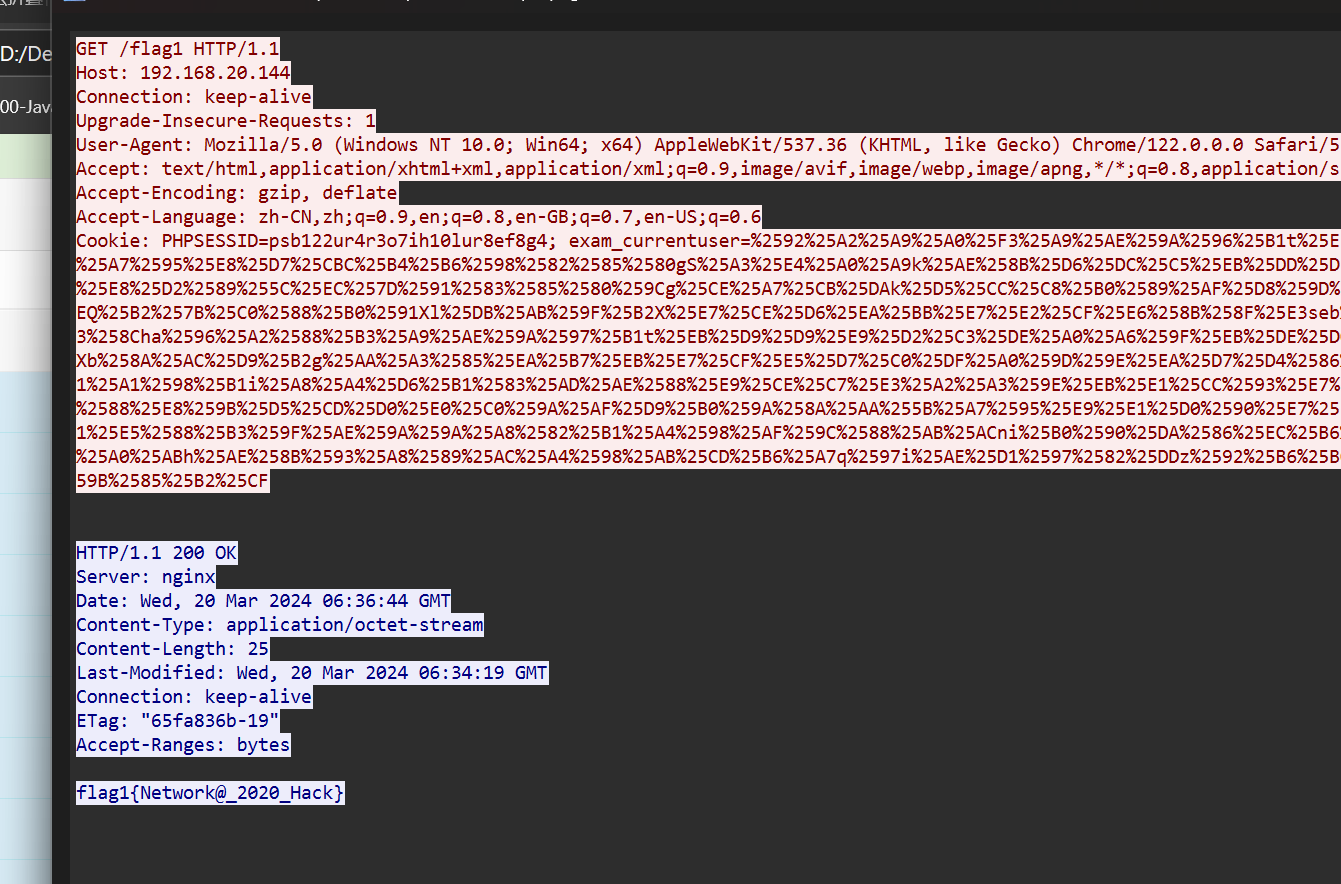 D:/De
00-Java
GET /flag1 HTTP/1.1
Host: 192.168.20.144
Connection: keep-alive
Upgrade-Insecure-Requests: 1
User-Agent: Mozilla/5.0 (Windows NT 10.0; Win64; x64) AppleWebKit/537.36 (KHTML, like Gecko) Chrome/122.0.0.0 Safari/5
Accept: text/html,application/xhtml+xml,application/xml;q=0.9,image/avif,image/webp,image/apng,*/*;q=0.8,application/s
Accept-Encoding: gzip, deflate
Accept-Language: zh-CN,zh;q=0.9,en;q=0.8,en-GB;q=0.7,en-US;q=0.6
Cookie: PHPSESSID=psb122ur4r3o7ih10lur8ef8g4; exam_currentuser=%2592%25A2%25A9%25A0%25F3%25A9%25AE%259A%2596%25B1t%25E
%25A7%2595%25E8%25D7%25CBC%25B4%25B6%2598%2582%2585%2580gS%25A3%25E4%25A0%25A9k%25AE%258B%25D6%25DC%25C5%25EB%25DD%25D
%25E8%25D2%2589%255C%25EC%257D%2591%2583%2585%2580%259Cg%25CE%25A7%25CB%25DAk%25D5%25CC%25C8%25B0%2589%25AF%25D8%259D%
EQ%25B2%257B%25C0%2588%25B0%2591Xl%25DB%25AB%259F%25B2X%25E7%25CE%25D6%25EA%25BB%25E7%25E2%25CF%25E6%258B%258F%25E3seb%
3%258Cha%2596%25A2%2588%25B3%25A9%25AE%259A%2597%25B1t%25EB%25D9%25D9%25E9%25D2%25C3%25DE%25A0%25A6%259F%25EB%25DE%25D
Xb%258A%25AC%25D9%25B2g%25AA%25A3%2585%25EA%25B7%25EB%25E7%25CF%25E5%25D7%25C0%25DF%25A0%259D%259E%25EA%25D7%25D4%2586
1%25A1%2598%25B1i%25A8%25A4%25D6%25B1%2583%25AD%25AE%2588%25E9%25CE%25C7%25E3%25A2%25A3%259E%25EB%25E1%25CC%2593%25E7%
%2588%25E8%259B%25D5%25CD%25D0%25E0%25C0%259A%25AF%25D9%25B0%259A%258A%25AA%255B%25A7%2595%25E9%25E1%25D0%2590%25E7%25
1%25E5%2588%25B3%259F%25AE%259A%259A%25A8%2582%25B1%25A4%2598%25AF%259C%2588%25AB%25ACni%25B0%2590%25DA%2586%25EC%25B6
%25A0%25ABh%25AE%258B%2593%25A8%2589%25AC%25A4%2598%25AB%25CD%25B6%25A7q%2597i%25AE%25D1%2597%2582%25DDz%2592%25B6%25B
59B%2585%25B2%25CF
HTTP/1.1 200 OK
Server: nginx
Date: Wed, 20 Mar 2024 06:36:44 GMT
Content-Type: application/octet-stream
Content-Length: 25
Last-Modified: Wed, 20 Mar 2024 06:34:19 GMT
Connection: keep-alive
ETag: "65fa836b-19"
Accept-Ranges: bytes
flag1{Network@_2020_Hack}